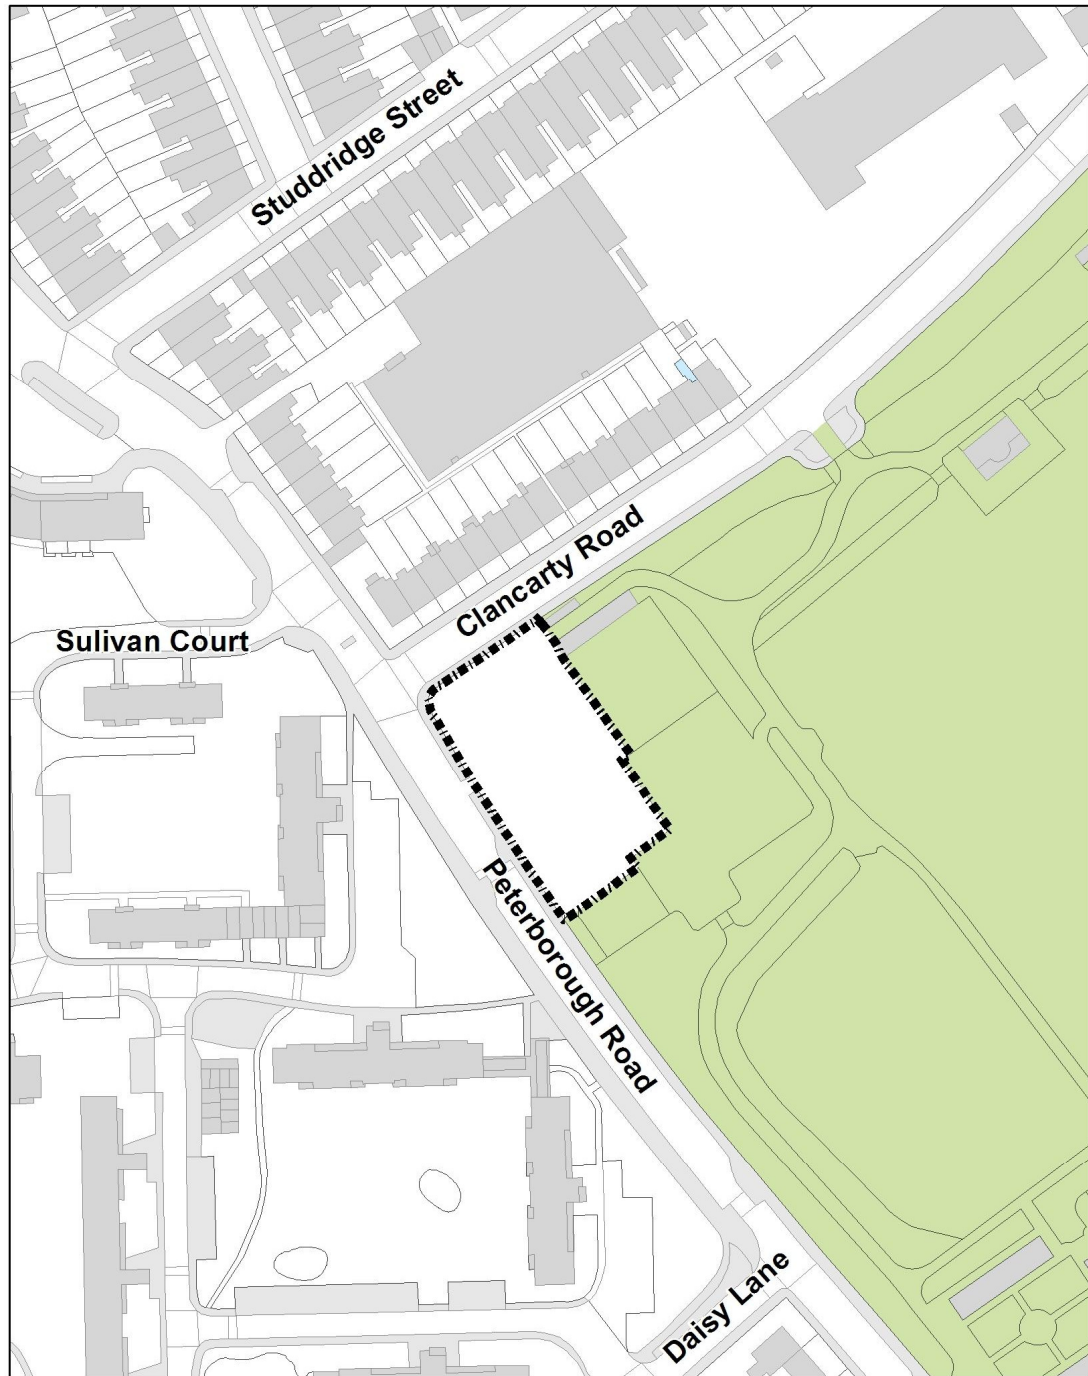 Studdridge Street
Clancarty Road
Sulivan Court
Peterborough Road
Daisy Lane